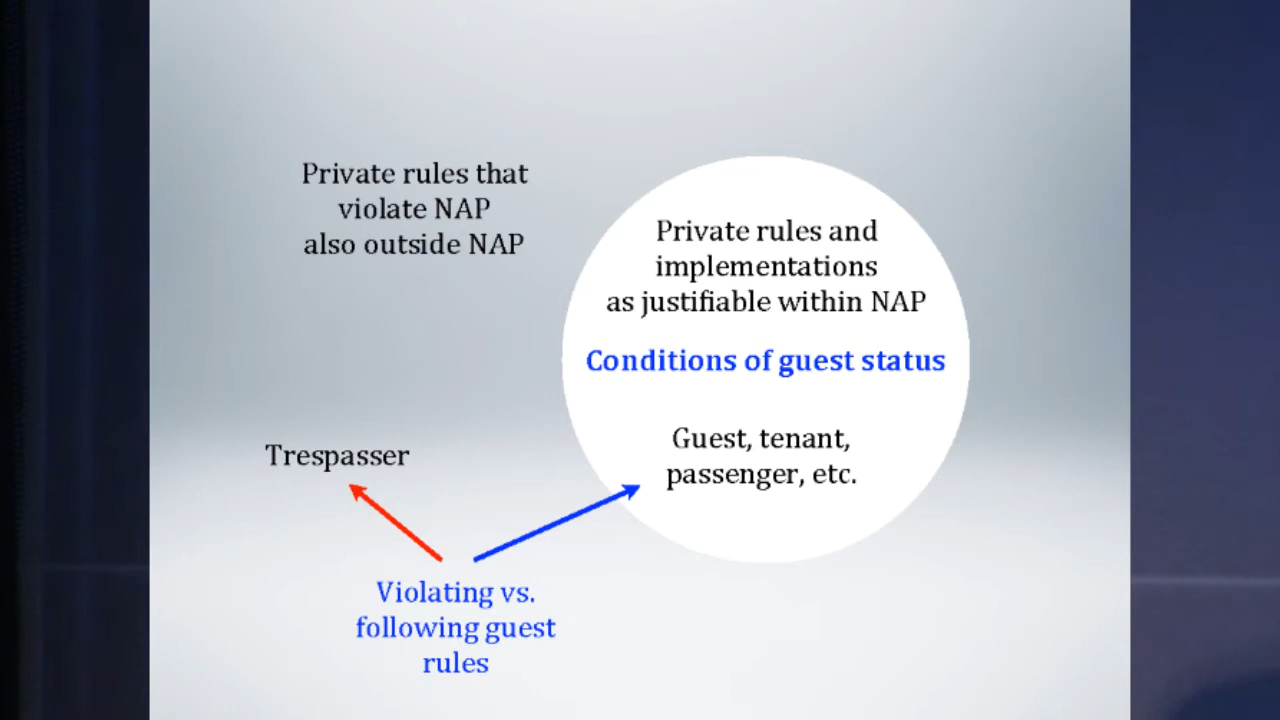 Private rules that
violate NAP
also outside NAP
Private rules and
implementations
as justifiable within NAP
Conditions of guest status
Guest, tenant,
passenger, etc.
Trespasser
Violating vs.
following guest
rules